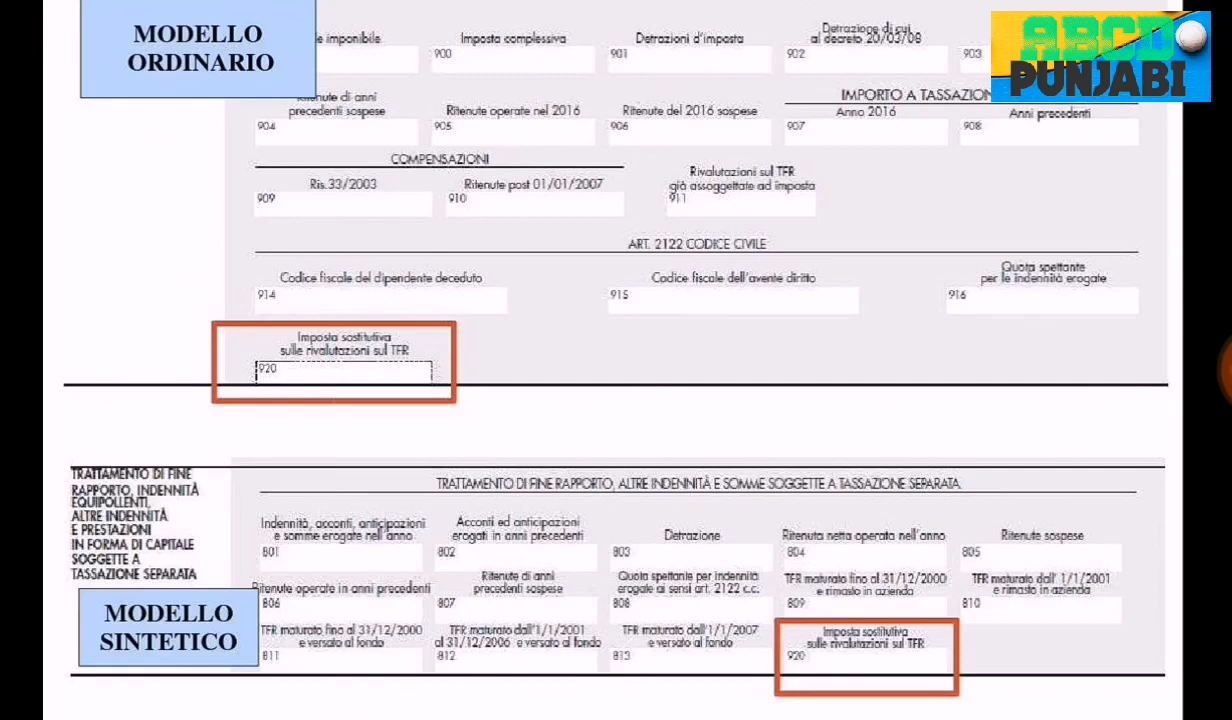 MODELLO
ORDINARIO
ABCD
PUNJABI
imponibile
Imposta complessiva
Detrazioni d'imposta
Detrazione di cui
al decreto 20/03/08
900
901
902
903
Ritenute di anni
precedenti sospese
Ritenute operate nel 2016
Ritenute del 2016 sospese
IMPORTO A TASSAZION
Anno 2016
Anni precedenti
904
905
906
907
908
COMPENSAZIONI
Ris. 33/2003
Ritenute post 01/01/2007
Rivalutazioni sul TFR
già assoggettate ad imposta
909
910
911
ART. 2122 CODICE CIVILE
Codice fiscale del dipendente deceduto
Codice fiscale dell'avente diritto
Quota spettante
per le indennità erogate
914
915
916
Imposta sostitutiva
sulle rivalutazioni sul TFR
920
TRATTAMENTO DI FINE
RAPPORTO, INDENNITÀ
EQUIPOLLENTI,
ALTRE INDENNITÀ
E PRESTAZIONI
IN FORMA DI CAPITALE
SOGGETTE A
TASSAZIONE SEPARATA
MODELLO
SINTETICO
TRATTAMENTO DI FINE RAPPORTO, ALTRE INDENNITÀ E SOMME SOGGETTE A TASSAZIONE SEPARATA
Indennità, acconti, anticipazioni
e somme erogate nell'anno
Acconti ed anticipazioni
erogati in anni precedenti
Detrazione
Ritenuta netta operata nell'anno
Ritenute sospese
801
802
803
804
805
Ritenute operate in anni precedenti
Ritenute di anni
precedenti sospese
Quota spettante per indennità
erogate ai sensi art. 2122 c.c.
TFR maturato fino al 31/12/2000
e rimasto in azienda
TFR maturato dall' 1/1/2001
e rimasto in azienda
806
807
808
809
810
TFR maturato fino al 31/12/2000
e versato al fondo
TFR maturato dall'1/1/2001
al 31/12/2006 e versato al fondo
TFR maturato dall'1/1/2007
e versato al fondo
Imposta sostitutiva
sulle rivalutazioni sul TFR
811
812
813
920